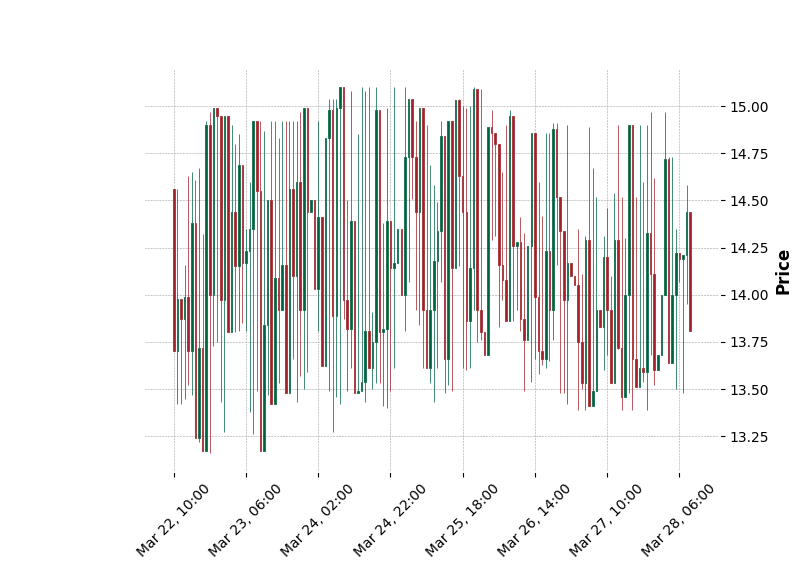 15.00
14.75
14.50
14.25
14.00
13.75
13.50
13.25
Price
Mar 22, 10:00
Mar 23, 06:00
Mar 24, 02:00
Mar 24, 22:00
Mar 25, 18:00
Mar 26, 14:00
Mar 27, 10:00
Mar 28, 06:00